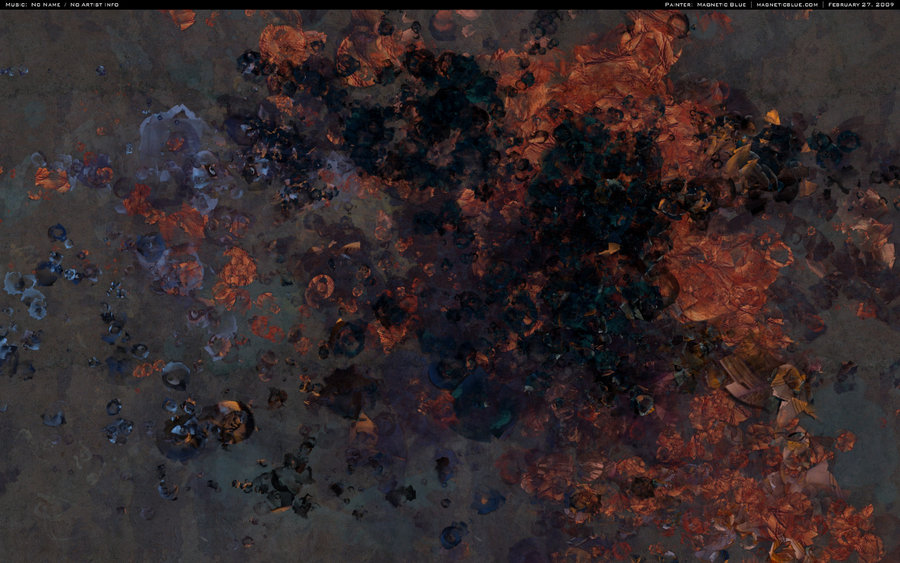 Music: No Name / No Artist Info
Painter: Magnetic Blue | magneticblue.com | February 27, 2009